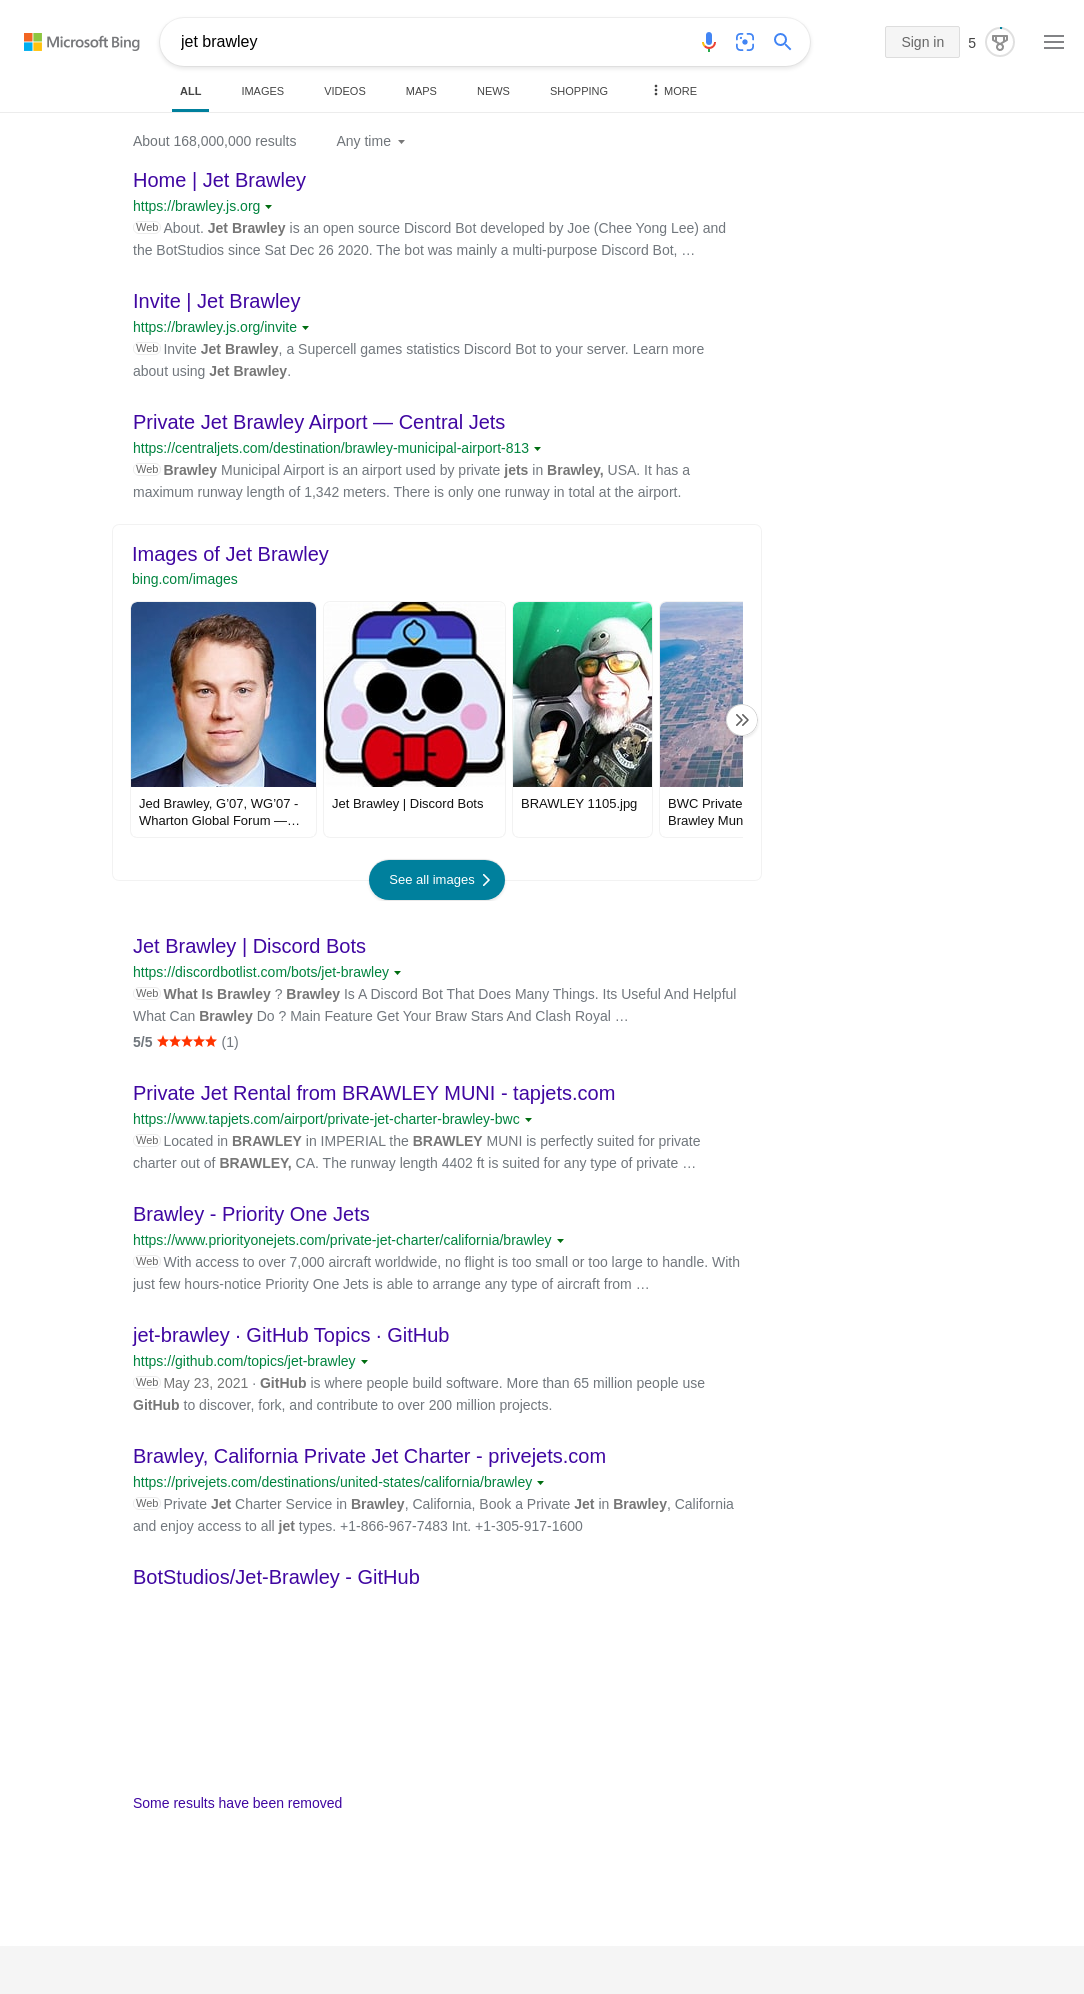 Microsoft Bing
jet brawley
Sign in
5
ALL
IMAGES
VIDEOS
MAPS
NEWS
SHOPPING
MORE
About 168,000,000 results
Any time
Home | Jet Brawley
https://brawley.js.org
Web About. Jet Brawley is an open source Discord Bot developed by Joe (Chee Yong Lee) and
the BotStudios since Sat Dec 26 2020. The bot was mainly a multi-purpose Discord Bot, …
Invite | Jet Brawley
https://brawley.js.org/invite
Web Invite Jet Brawley, a Supercell games statistics Discord Bot to your server. Learn more
about using Jet Brawley.
Private Jet Brawley Airport — Central Jets
https://centraljets.com/destination/brawley-municipal-airport-813
Web Brawley Municipal Airport is an airport used by private jets in Brawley, USA. It has a
maximum runway length of 1,342 meters. There is only one runway in total at the airport.
Images of Jet Brawley
bing.com/images
Jed Brawley, G’07, WG’07 -
Wharton Global Forum —…
Jet Brawley | Discord Bots
BRAWLEY 1105.jpg
BWC Private
Brawley Mun
See all images
Jet Brawley | Discord Bots
https://discordbotlist.com/bots/jet-brawley
Web What Is Brawley ? Brawley Is A Discord Bot That Does Many Things. Its Useful And Helpful
What Can Brawley Do ? Main Feature Get Your Braw Stars And Clash Royal …
5/5 ★★★★★ (1)
Private Jet Rental from BRAWLEY MUNI - tapjets.com
https://www.tapjets.com/airport/private-jet-charter-brawley-bwc
Web Located in BRAWLEY in IMPERIAL the BRAWLEY MUNI is perfectly suited for private
charter out of BRAWLEY, CA. The runway length 4402 ft is suited for any type of private …
Brawley - Priority One Jets
https://www.priorityonejets.com/private-jet-charter/california/brawley
Web With access to over 7,000 aircraft worldwide, no flight is too small or too large to handle. With
just few hours-notice Priority One Jets is able to arrange any type of aircraft from …
jet-brawley · GitHub Topics · GitHub
https://github.com/topics/jet-brawley
Web May 23, 2021 · GitHub is where people build software. More than 65 million people use
GitHub to discover, fork, and contribute to over 200 million projects.
Brawley, California Private Jet Charter - privejets.com
https://privejets.com/destinations/united-states/california/brawley
Web Private Jet Charter Service in Brawley, California, Book a Private Jet in Brawley, California
and enjoy access to all jet types. +1-866-967-7483 Int. +1-305-917-1600
BotStudios/Jet-Brawley - GitHub
Some results have been removed